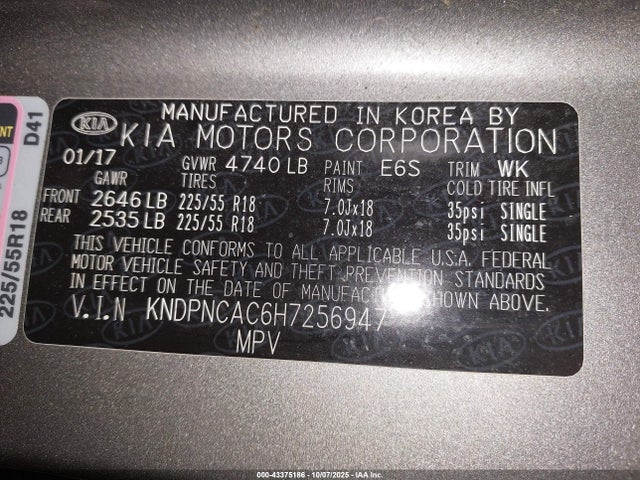 MANUFACTURED IN KOREA BY
KIA KIA MOTORS CORPORATION
01/17 GVWR 4740 LB PAINT E6S TRIM WK
GAWR TIRES RIMS COLD TIRE INFL
FRONT 2646 LB 225/55 R18 7.0Jx18 35psi SINGLE
REAR 2535 LB 225/55 R18 7.0Jx18 35psi SINGLE
THIS VEHICLE CONFORMS TO ALL APPLICABLE U.S.A. FEDERAL
MOTOR VEHICLE SAFETY AND THEFT PREVENTION STANDARDS
IN EFFECT ON THE DATE OF MANUFACTURE SHOWN ABOVE.
V.I.N KNDPNCAC6H7256947
MPV
D41
225/55R18
000-43375186 - 10/07/2025 - IAA Inc.